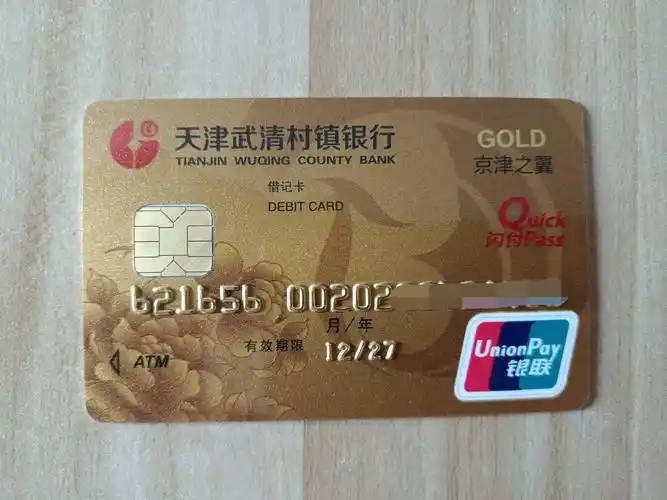 天津武清村镇银行
TIANJIN WUQING COUNTY BANK
GOLD
京津之翼
借记卡
DEBIT CARD
Quick
闪付Pass
621656 00202
月/年
有效期限 12/27
ATM
UnionPay
银联